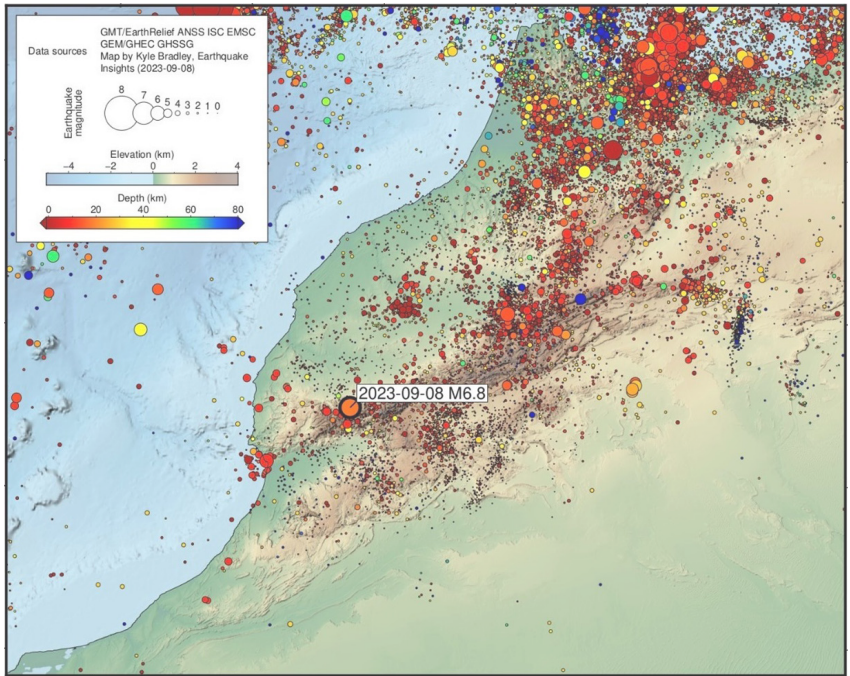 GMT/EarthRelief ANSS ISC EMSC
Data sources GEM/GHEC GHSSG
Map by Kyle Bradley, Earthquake
Insights (2023-09-08)
Earthquake
magnitude
8 7 6 5 4 3 2 1 0
Elevation (km)
−4 −2 0 2 4
Depth (km)
0 20 40 60 80
2023-09-08 M6.8